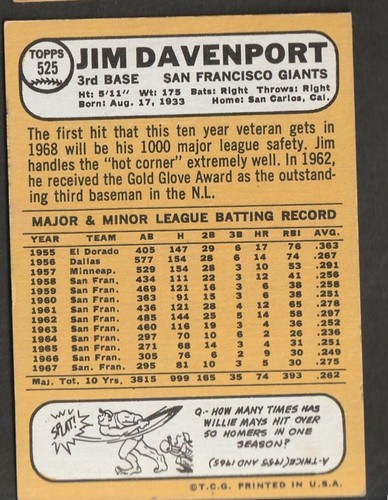 TOPPS
525
JIM DAVENPORT
3rd BASE SAN FRANCISCO GIANTS
Ht: 5'11" Wt: 175 Bats: Right Throws: Right
Born: Aug. 17, 1933 Home: San Carlos, Cal.
The first hit that this ten year veteran gets in
1968 will be his 1000 major league safety. Jim
handles the "hot corner" extremely well. In 1962,
he received the Gold Glove Award as the outstand-
ing third baseman in the N.L.
MAJOR & MINOR LEAGUE BATTING RECORD
YEAR TEAM AB H 2B 3B HR RBI AVG.
1955 El Dorado 405 147 29 6 17 76 .363
1956 Dallas 577 154 28 6 14 74 .267
1957 Minneap. 529 154 28 3 10 53 .291
1958 San Fran. 434 111 22 3 12 41 .256
1959 San Fran. 469 121 16 3 6 38 .258
1960 San Fran. 363 91 15 3 6 38 .251
1961 San Fran. 436 121 28 4 12 65 .278
1962 San Fran. 485 144 25 5 14 58 .297
1963 San Fran. 460 116 19 3 4 36 .252
1964 San Fran. 297 70 10 6 2 26 .236
1965 San Fran. 271 68 14 3 4 31 .251
1966 San Fran. 305 76 6 2 9 30 .249
1967 San Fran. 295 81 10 3 5 30 .275
Maj. Tot. 10 Yrs. 3815 999 165 35 74 393 .262
SPLAT!
Q.- HOW MANY TIMES HAS
WILLIE MAYS HIT OVER
50 HOMERS IN ONE
SEASON?
A-TWICE (1955 AND 1965)
©T.C.G. PRINTED IN U.S.A.